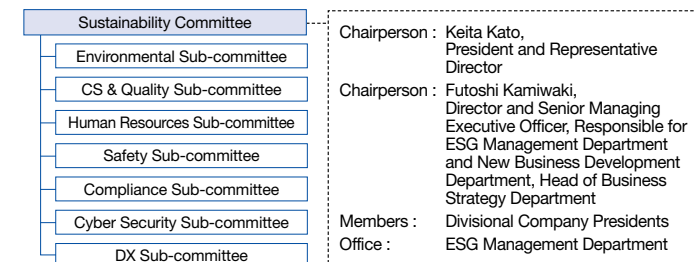 Sustainability Committee
Environmental Sub-committee
CS & Quality Sub-committee
Human Resources Sub-committee
Safety Sub-committee
Compliance Sub-committee
Cyber Security Sub-committee
DX Sub-committee
Chairperson : Keita Kato,
President and Representative
Director
Chairperson : Futoshi Kamiwaki,
Director and Senior Managing
Executive Officer, Responsible for
ESG Management Department
and New Business Development
Department, Head of Business
Strategy Department
Members : Divisional Company Presidents
Office : ESG Management Department